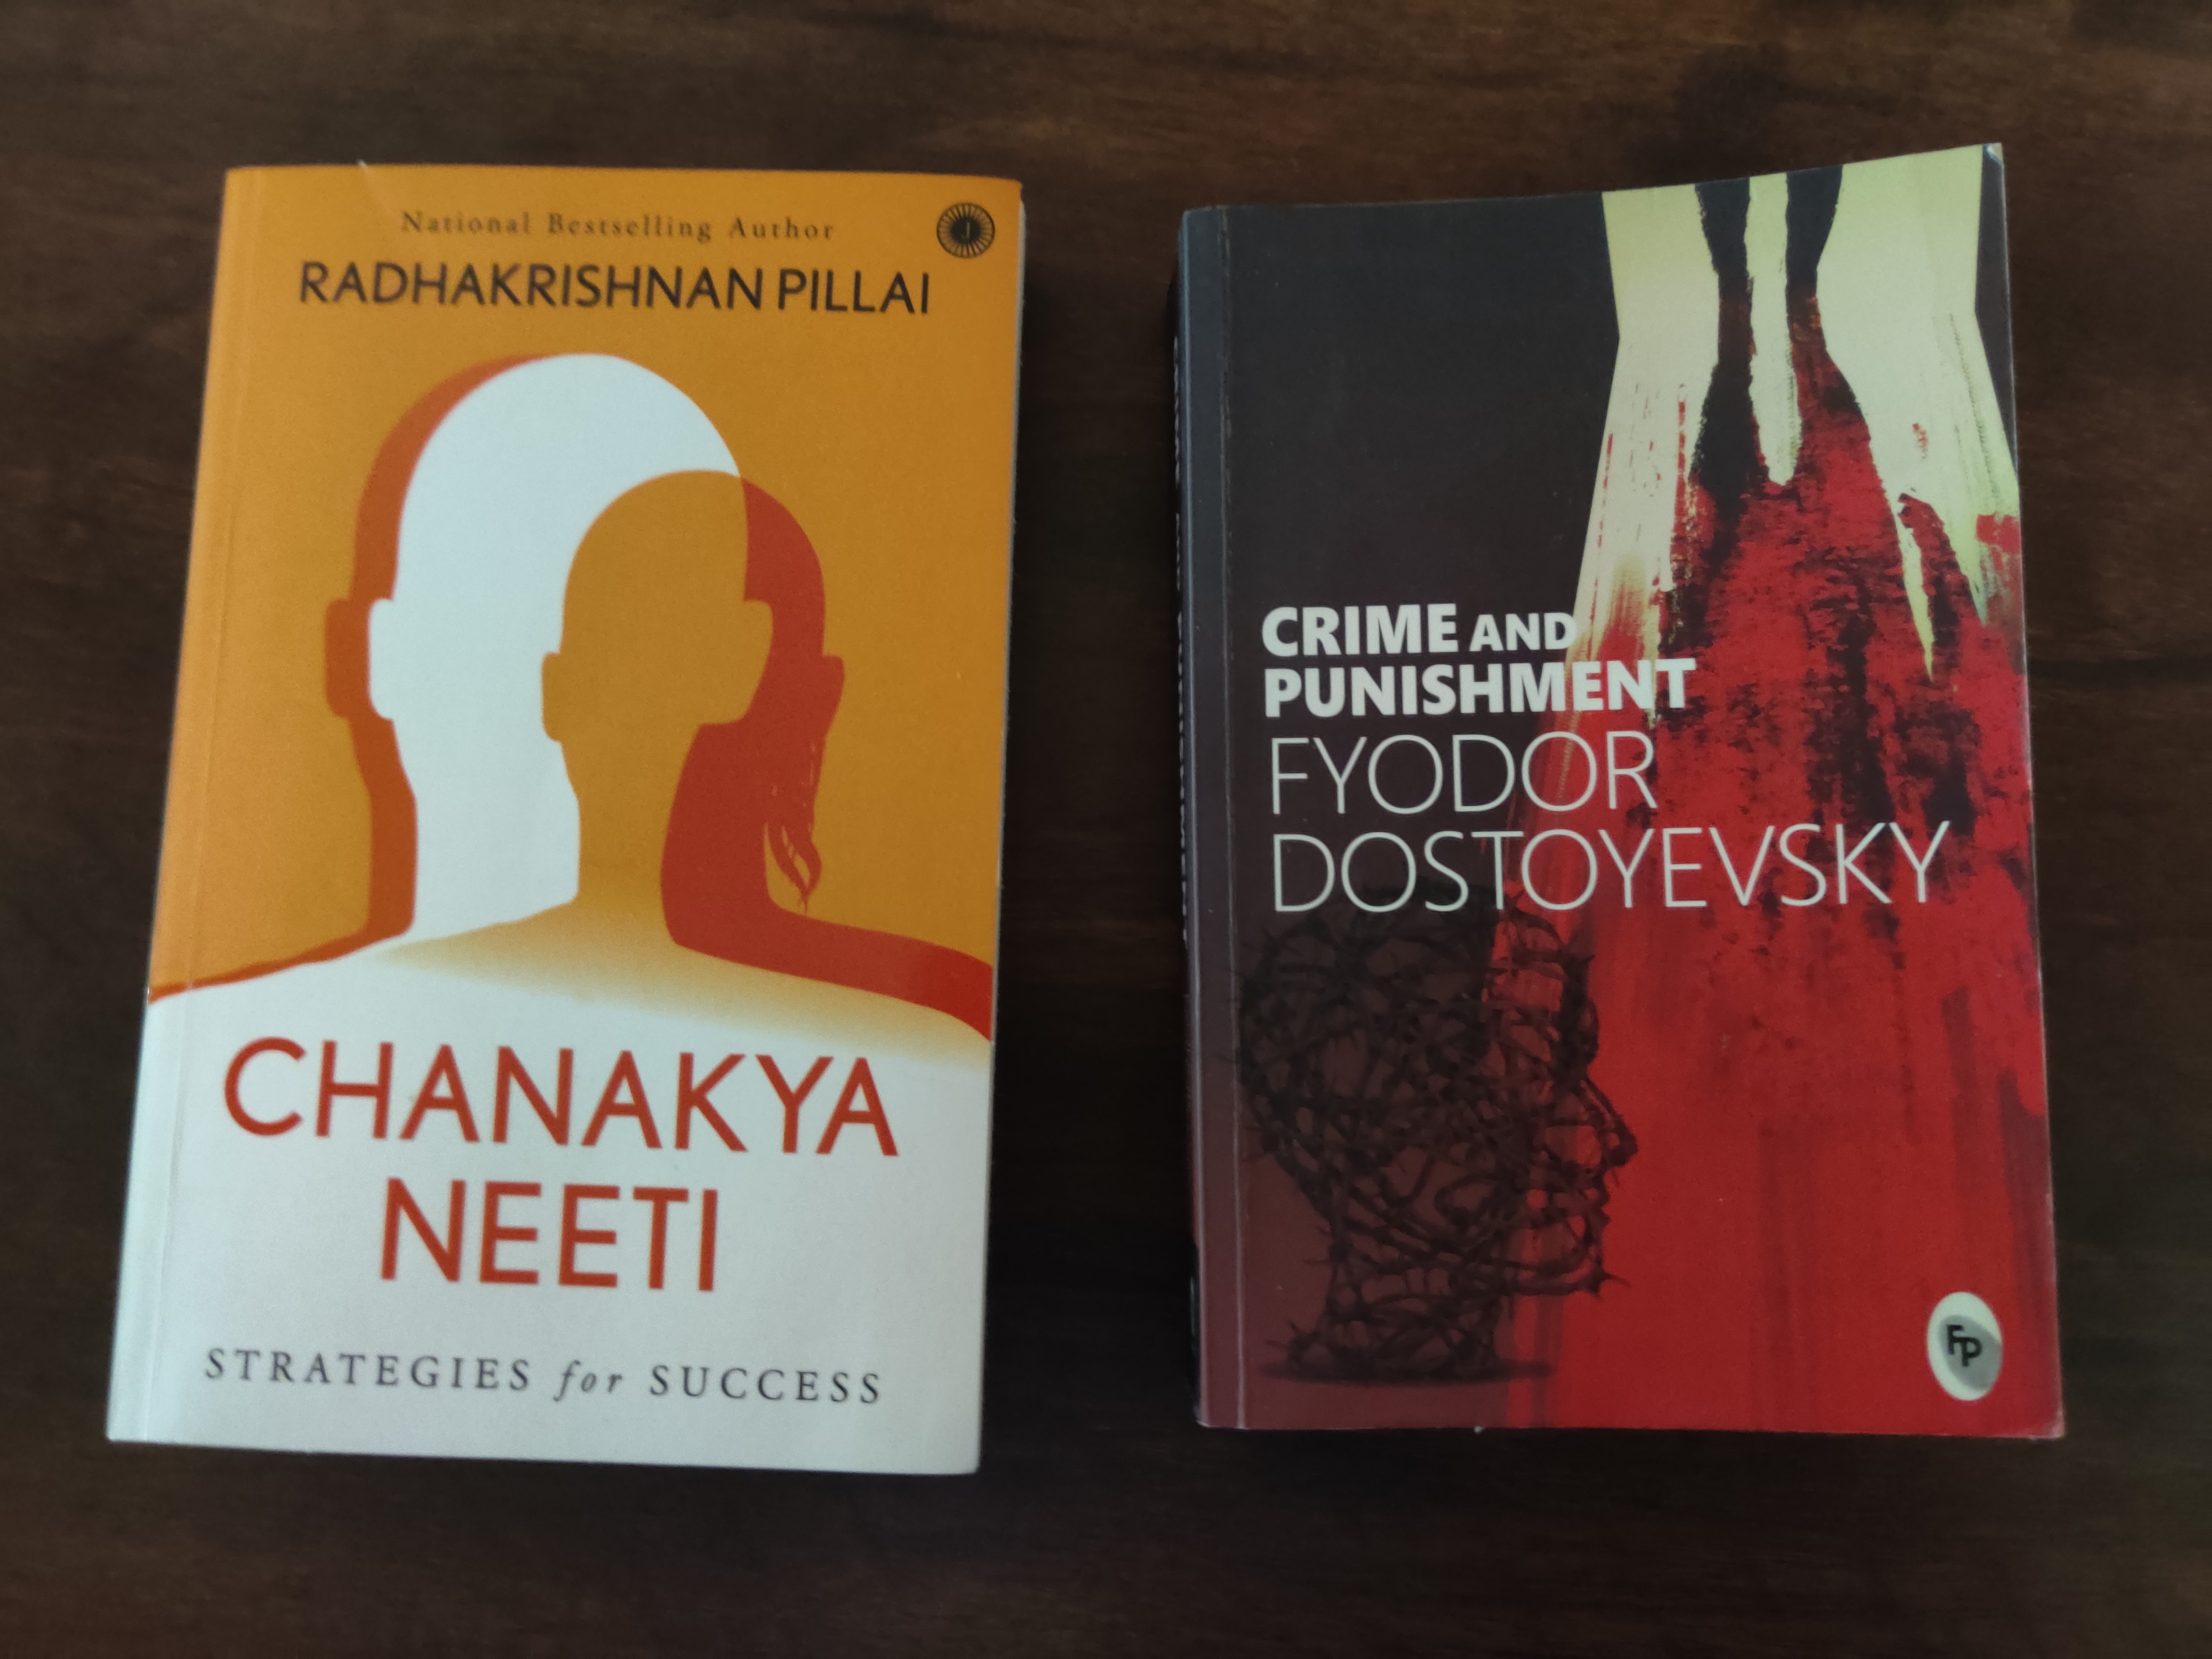 National Bestselling Author
RADHAKRISHNAN PILLAI
J
CHANAKYA
NEETI
STRATEGIES for SUCCESS
CRIME AND
PUNISHMENT
FYODOR
DOSTOYEVSKY
FP